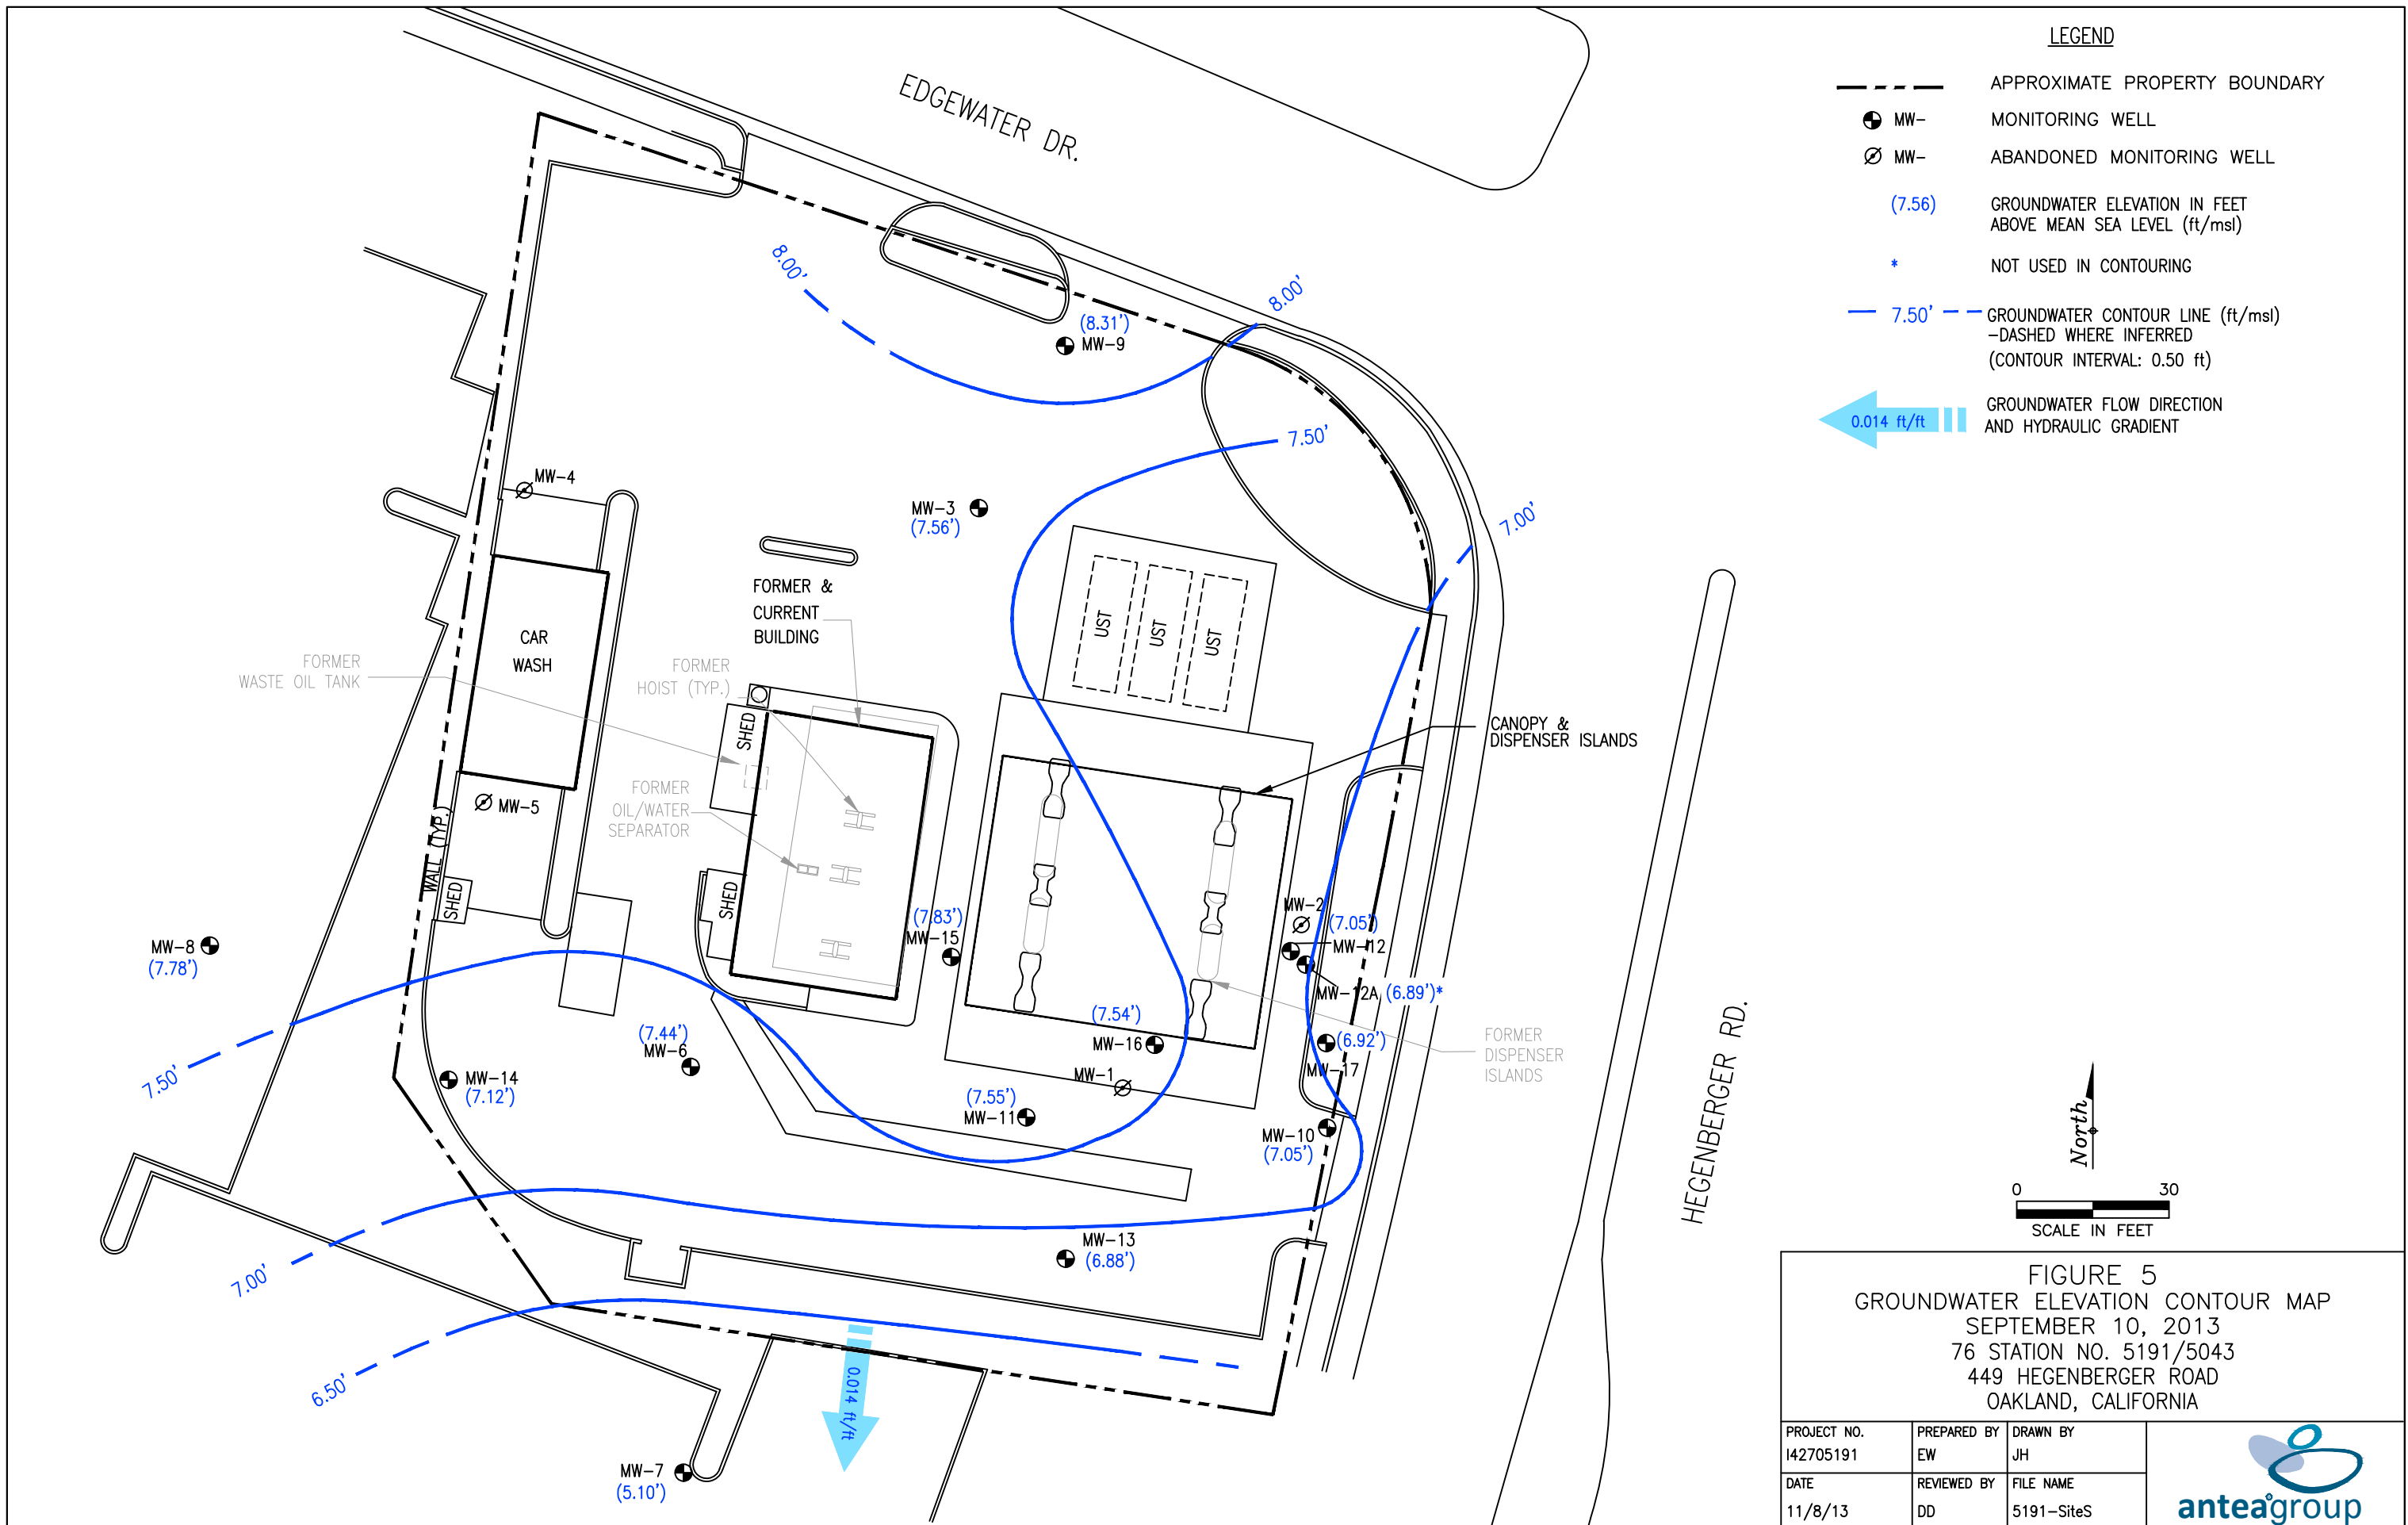 LEGEND
APPROXIMATE PROPERTY BOUNDARY
MW- MONITORING WELL
MW- ABANDONED MONITORING WELL
(7.56) GROUNDWATER ELEVATION IN FEET
ABOVE MEAN SEA LEVEL (ft/msl)
* NOT USED IN CONTOURING
7.50' GROUNDWATER CONTOUR LINE (ft/msl)
-DASHED WHERE INFERRED
(CONTOUR INTERVAL: 0.50 ft)
0.014 ft/ft
GROUNDWATER FLOW DIRECTION
AND HYDRAULIC GRADIENT
EDGEWATER DR.
8.00'
8.00'
(8.31')
MW-9
7.50'
MW-4
MW-3
(7.56')
7.00'
FORMER &
CURRENT
BUILDING
UST
UST
UST
CAR
WASH
FORMER
WASTE OIL TANK
FORMER
HOIST (TYP.)
SHED
CANOPY &
DISPENSER ISLANDS
FORMER
OIL/WATER
SEPARATOR
MW-5
WALL (TYP.)
SHED
SHED
MW-8
(7.78')
(7.83')
MW-15
MW-2
(7.05')
MW-12
MW-12A (6.89')*
(7.54')
MW-16
(6.92')
MW-17
FORMER
DISPENSER
ISLANDS
(7.44')
MW-6
7.50'
MW-14
(7.12')
MW-1
(7.55')
MW-11
MW-10
(7.05')
HEGENBERGER RD.
North
0 30
SCALE IN FEET
7.00'
MW-13
(6.88')
6.50'
0.014 ft/ft
MW-7
(5.10')
FIGURE 5
GROUNDWATER ELEVATION CONTOUR MAP
SEPTEMBER 10, 2013
76 STATION NO. 5191/5043
449 HEGENBERGER ROAD
OAKLAND, CALIFORNIA
PROJECT NO. PREPARED BY DRAWN BY
I42705191 EW JH
DATE REVIEWED BY FILE NAME
11/8/13 DD 5191-SiteS
anteagroup